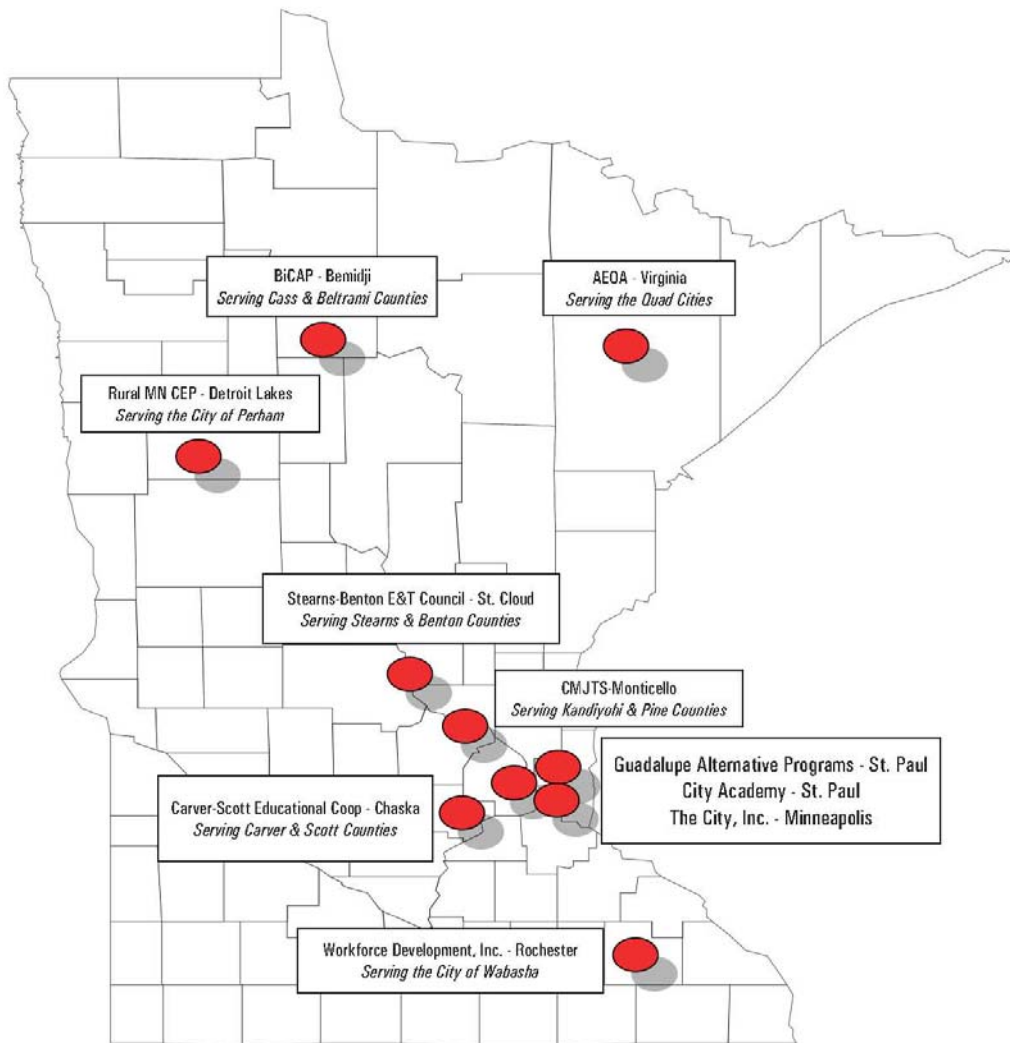 BiCAP - Bemidji
Serving Cass & Beltrami Counties
AEOA - Virginia
Serving the Quad Cities
Rural MN CEP - Detroit Lakes
Serving the City of Perham
Stearns-Benton E&T Council - St. Cloud
Serving Stearns & Benton Counties
CMJTS-Monticello
Serving Kandiyohi & Pine Counties
Guadalupe Alternative Programs - St. Paul
City Academy - St. Paul
The City, Inc. - Minneapolis
Carver-Scott Educational Coop - Chaska
Serving Carver & Scott Counties
Workforce Development, Inc. - Rochester
Serving the City of Wabasha